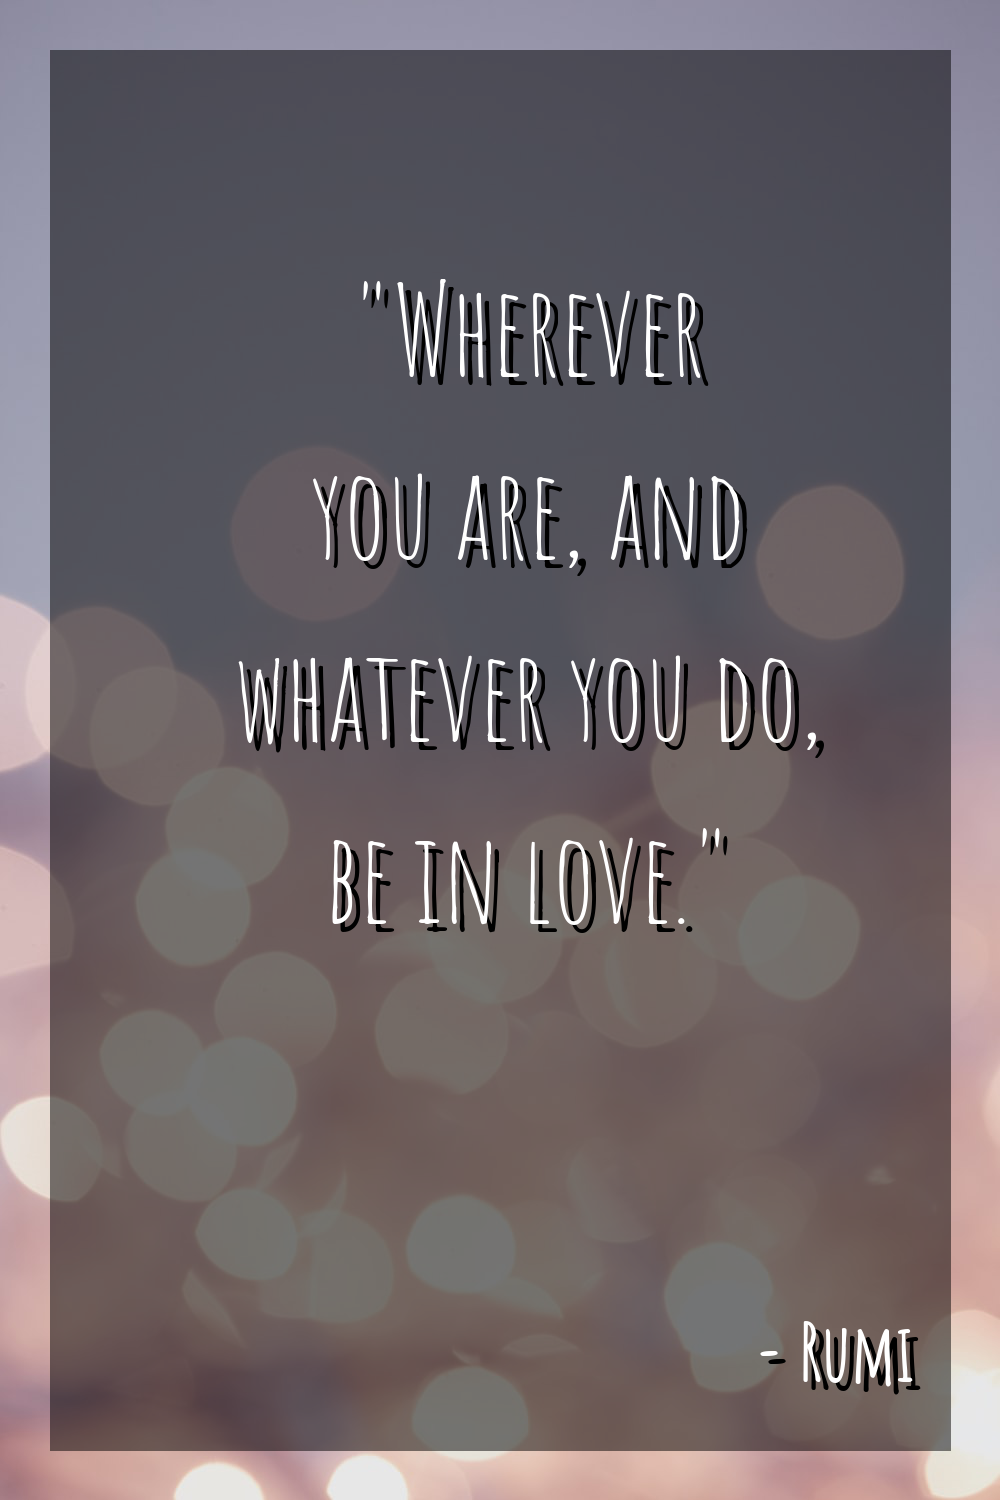 "Wherever
you are, and
whatever you do,
be in love."
- Rumi